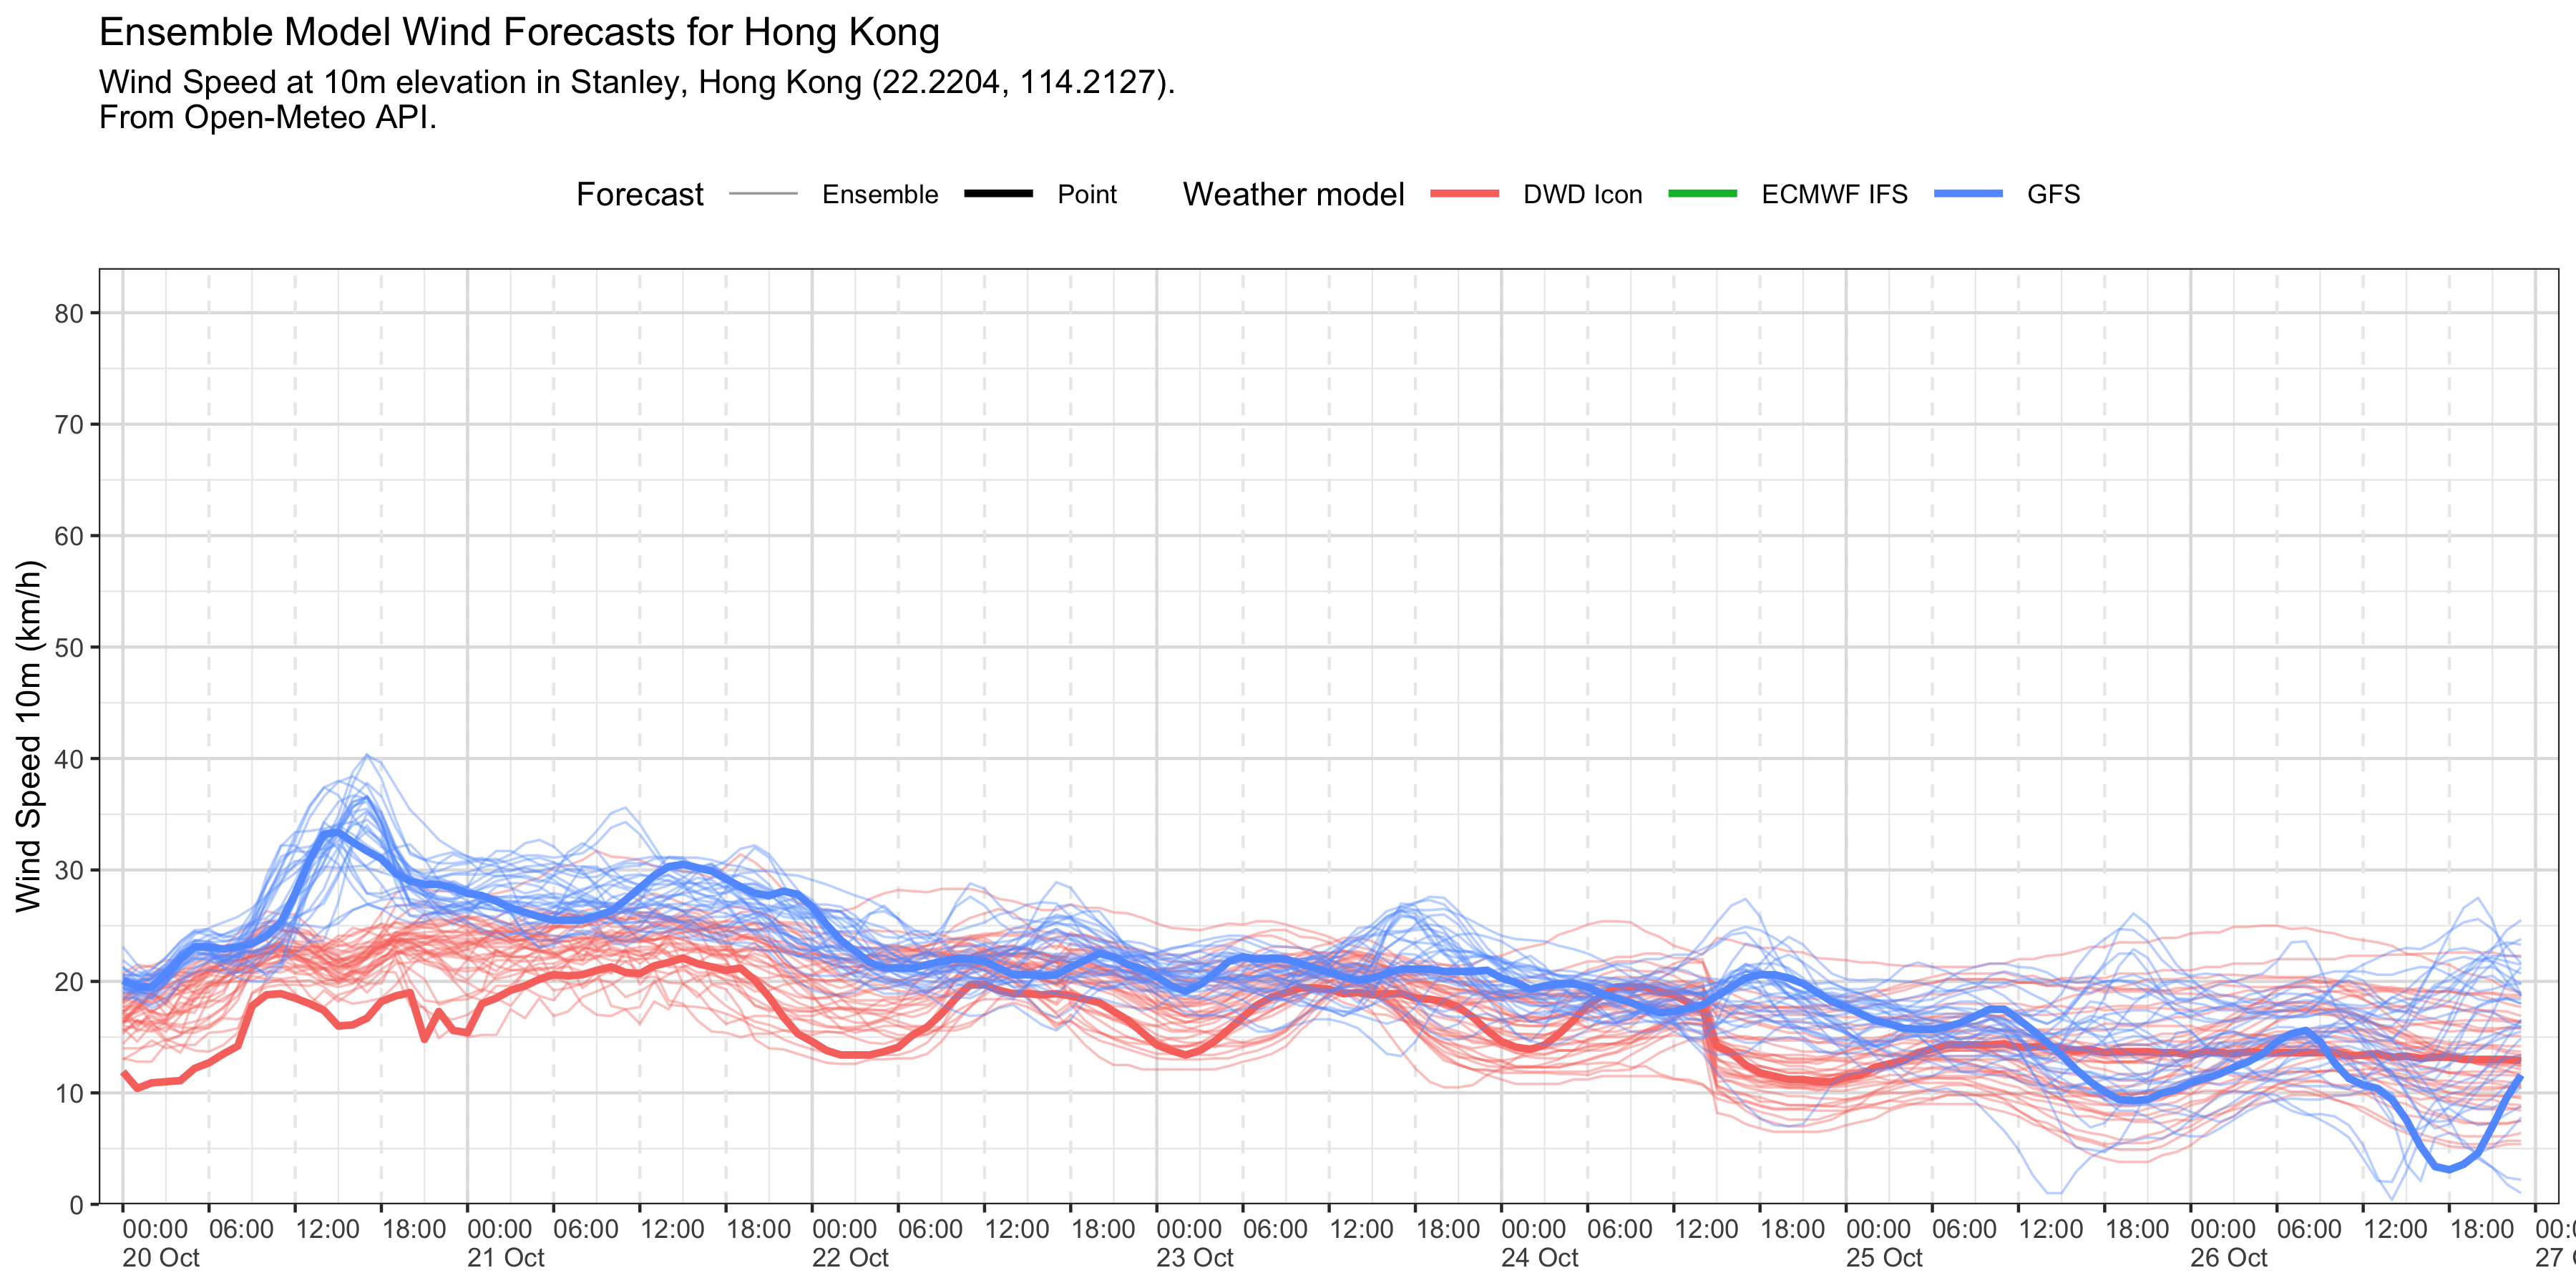 Ensemble Model Wind Forecasts for Hong Kong
Wind Speed at 10m elevation in Stanley, Hong Kong (22.2204, 114.2127).
From Open-Meteo API.
Forecast Ensemble Point Weather model DWD Icon ECMWF IFS GFS
Wind Speed 10m (km/h)
80
70
60
50
40
30
20
10
0
00:00 06:00 12:00 18:00 00:00 06:00 12:00 18:00 00:00 06:00 12:00 18:00 00:00 06:00 12:00 18:00 00:00 06:00 12:00 18:00 00:00 06:00 12:00 18:00 00:00 06:00 12:00 18:00 00:
20 Oct 21 Oct 22 Oct 23 Oct 24 Oct 25 Oct 26 Oct 27